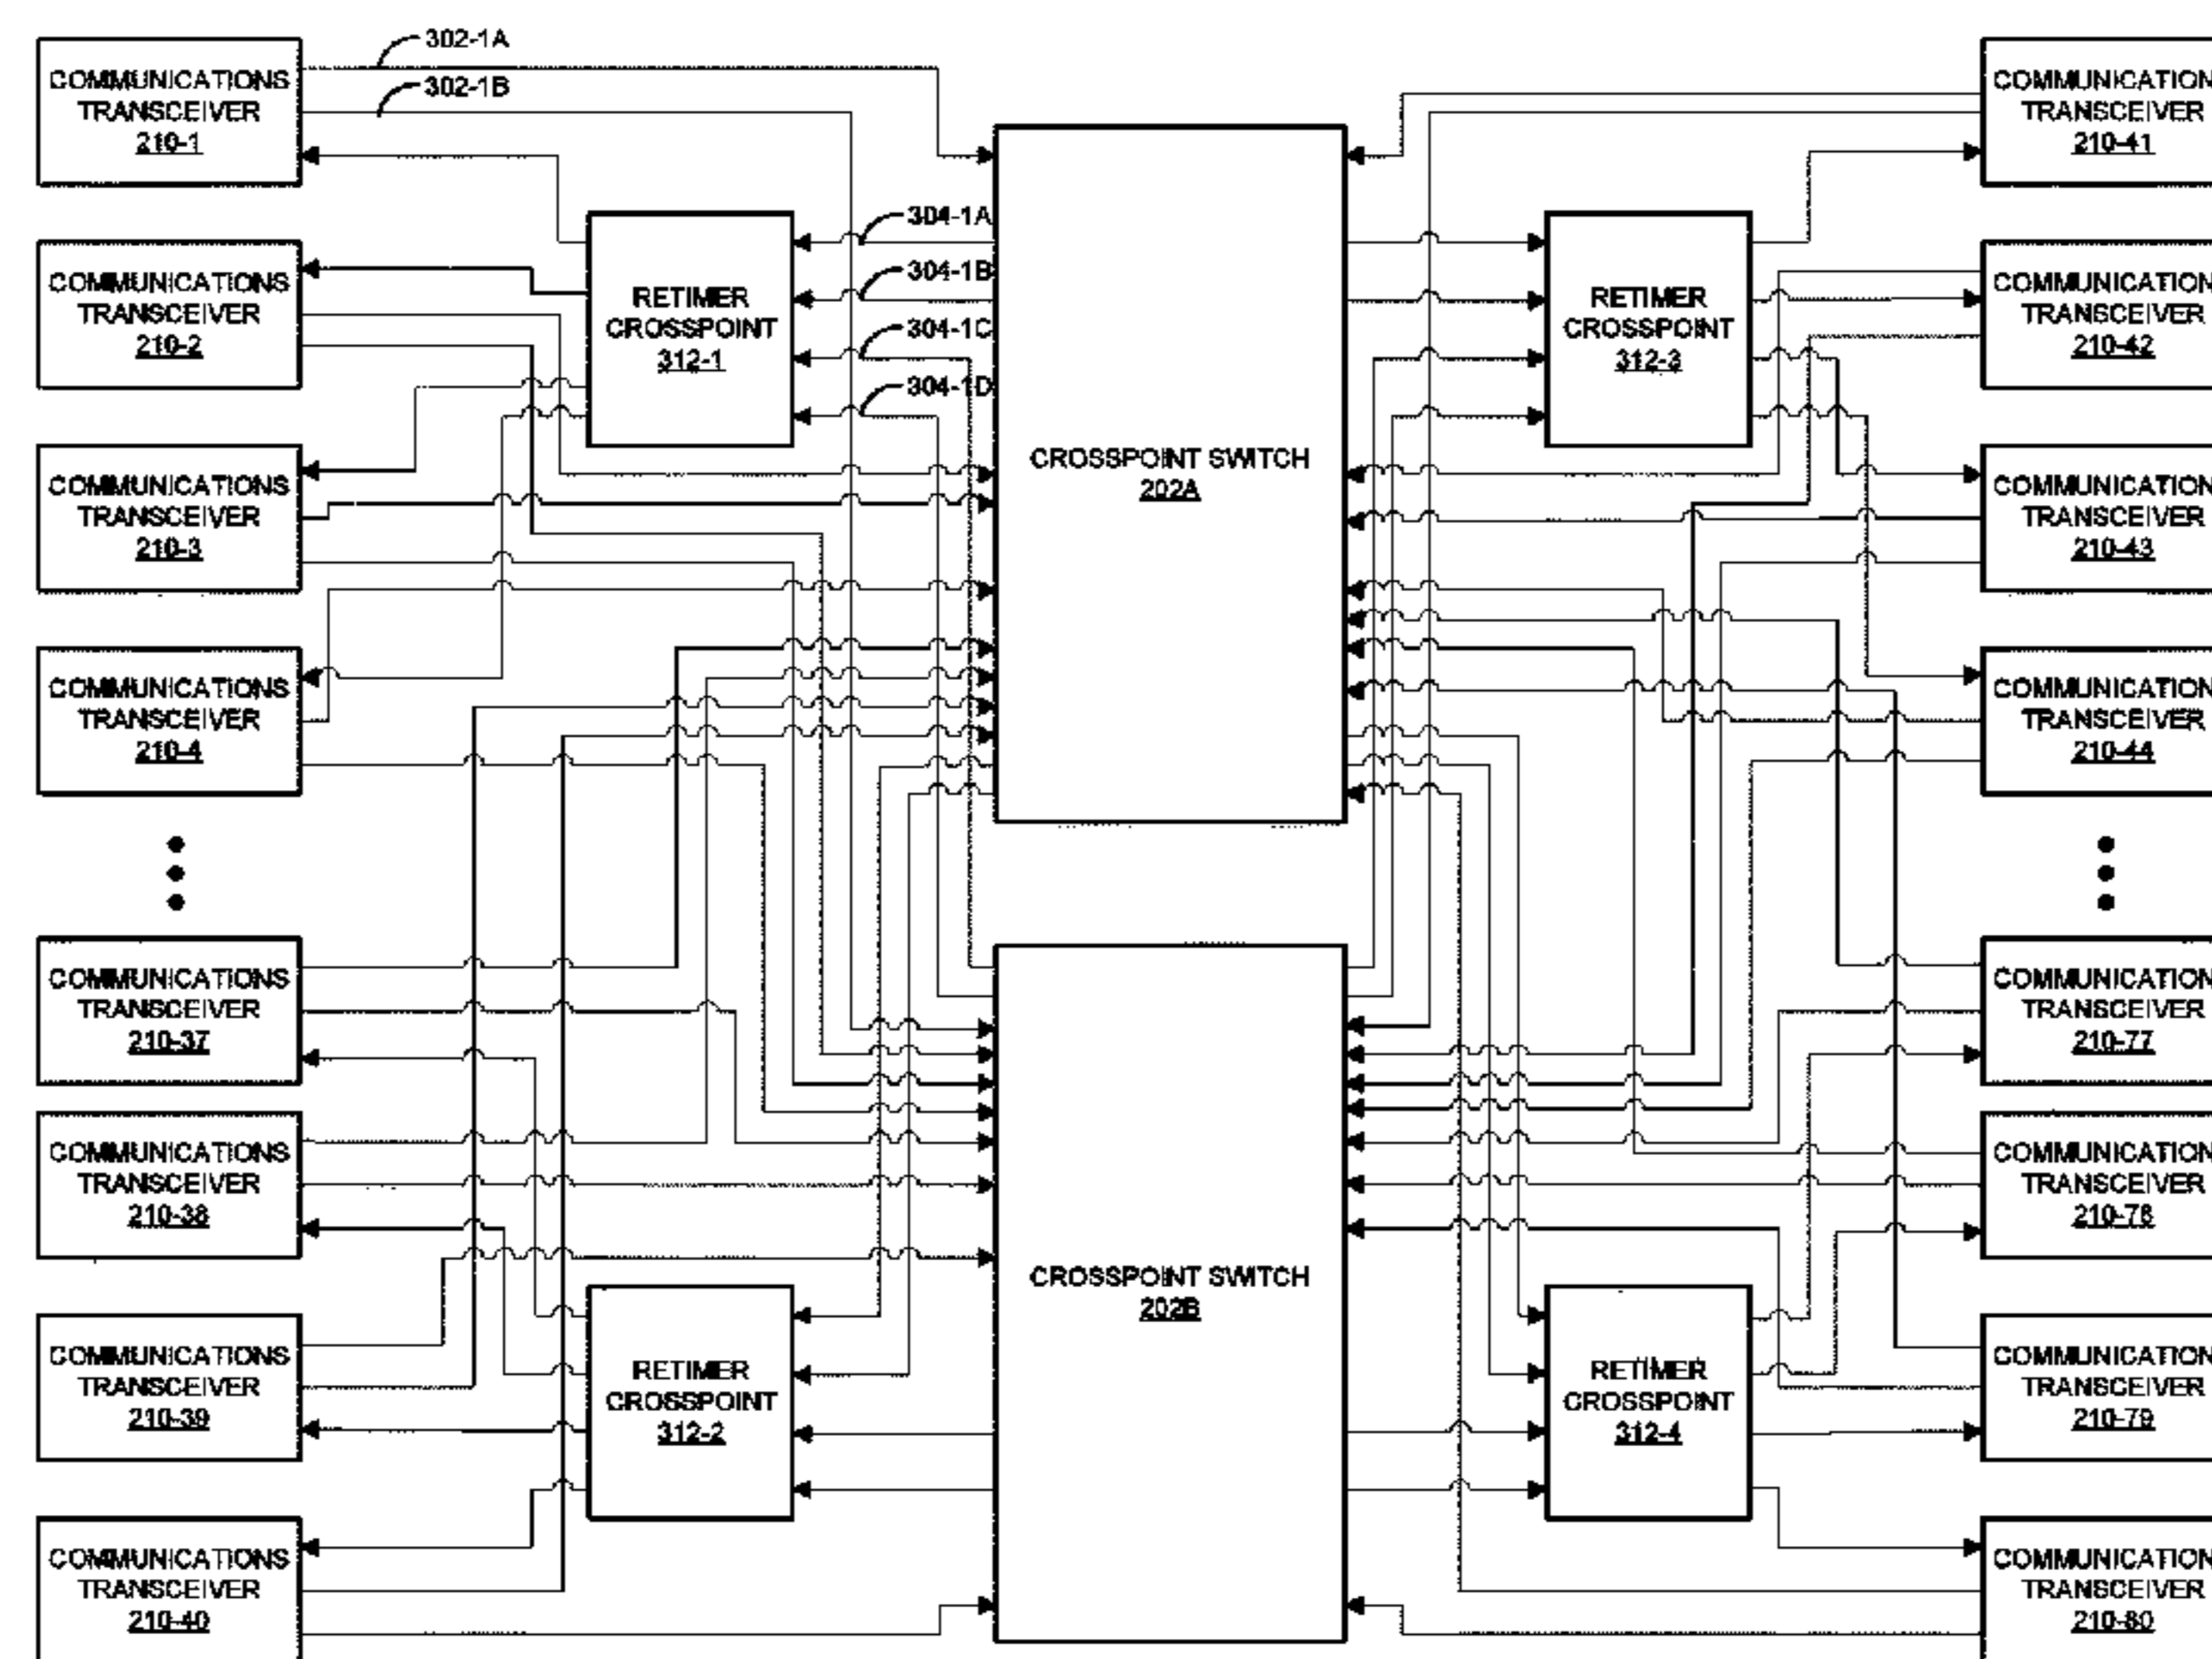 302-1A
302-1B
COMMUNICATIONS
TRANSCEIVER
210-1
COMMUNICATIONS
TRANSCEIVER
210-2
COMMUNICATIONS
TRANSCEIVER
210-3
COMMUNICATIONS
TRANSCEIVER
210-4
COMMUNICATIONS
TRANSCEIVER
210-37
COMMUNICATIONS
TRANSCEIVER
210-38
COMMUNICATIONS
TRANSCEIVER
210-39
COMMUNICATIONS
TRANSCEIVER
210-40
RETIMER
CROSSPOINT
312-1
304-1A
304-1B
304-1C
304-1D
RETIMER
CROSSPOINT
312-2
CROSSPOINT SWITCH
202A
CROSSPOINT SWITCH
202B
RETIMER
CROSSPOINT
312-3
RETIMER
CROSSPOINT
312-4
COMMUNICATION
TRANSCEIVER
210-41
COMMUNICATION
TRANSCEIVER
210-42
COMMUNICATION
TRANSCEIVER
210-43
COMMUNICATION
TRANSCEIVER
210-44
COMMUNICATION
TRANSCEIVER
210-77
COMMUNICATION
TRANSCEIVER
210-78
COMMUNICATION
TRANSCEIVER
210-79
COMMUNICATION
TRANSCEIVER
210-80